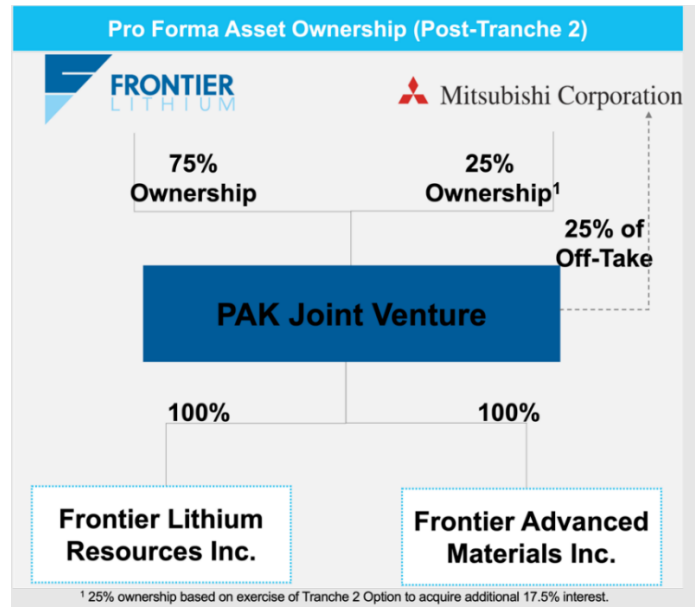 Pro Forma Asset Ownership (Post-Tranche 2)
FRONTIER
LITHIUM
Mitsubishi Corporation
75%
Ownership
25%
Ownership¹
25% of
Off-Take
PAK Joint Venture
100%
100%
Frontier Lithium
Resources Inc.
Frontier Advanced
Materials Inc.
¹ 25% ownership based on exercise of Tranche 2 Option to acquire additional 17.5% interest.